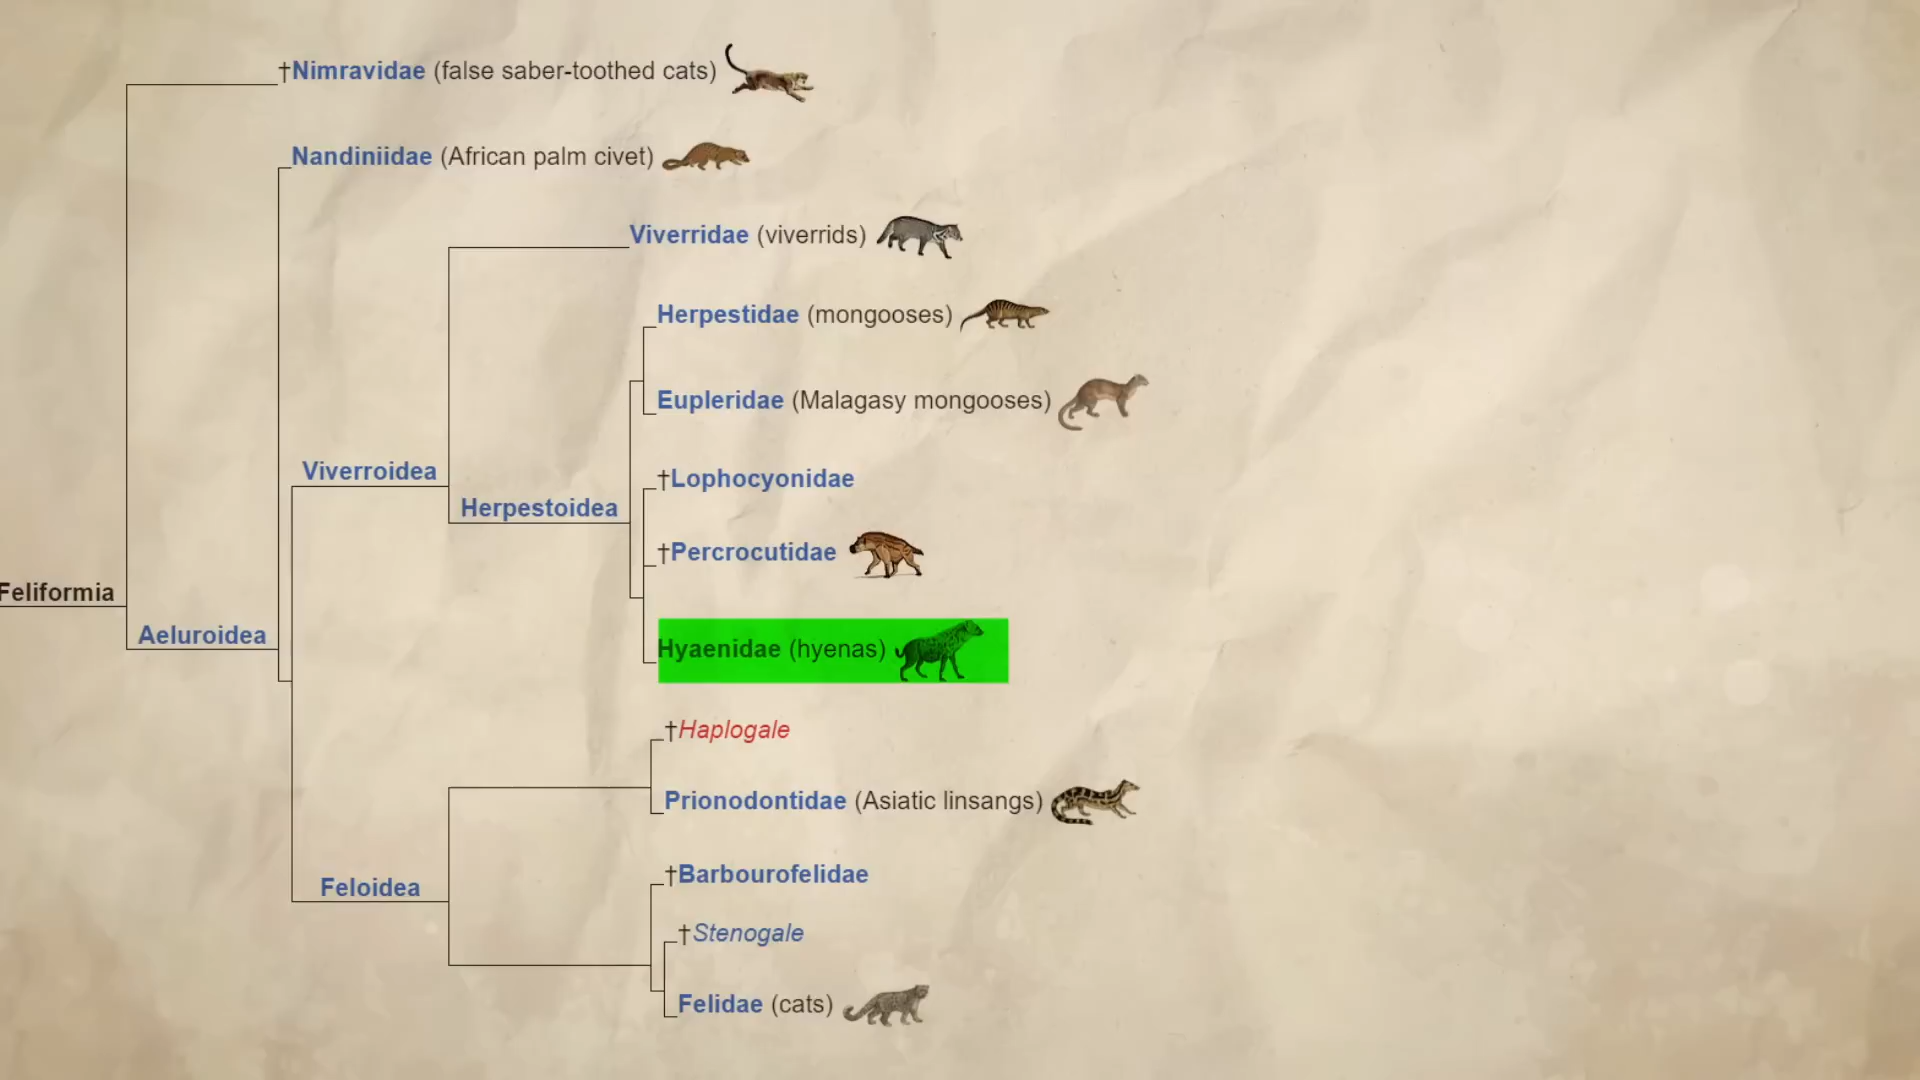 †Nimravidae (false saber-toothed cats)
Nandiniidae (African palm civet)
Viverridae (viverrids)
Herpestidae (mongooses)
Eupleridae (Malagasy mongooses)
Viverroidea
†Lophocyonidae
Herpestoidea
†Percrocutidae
Feliformia
Aeluroidea
Hyaenidae (hyenas)
†Haplogale
Prionodontidae (Asiatic linsangs)
†Barbourofelidae
Feloidea
†Stenogale
Felidae (cats)